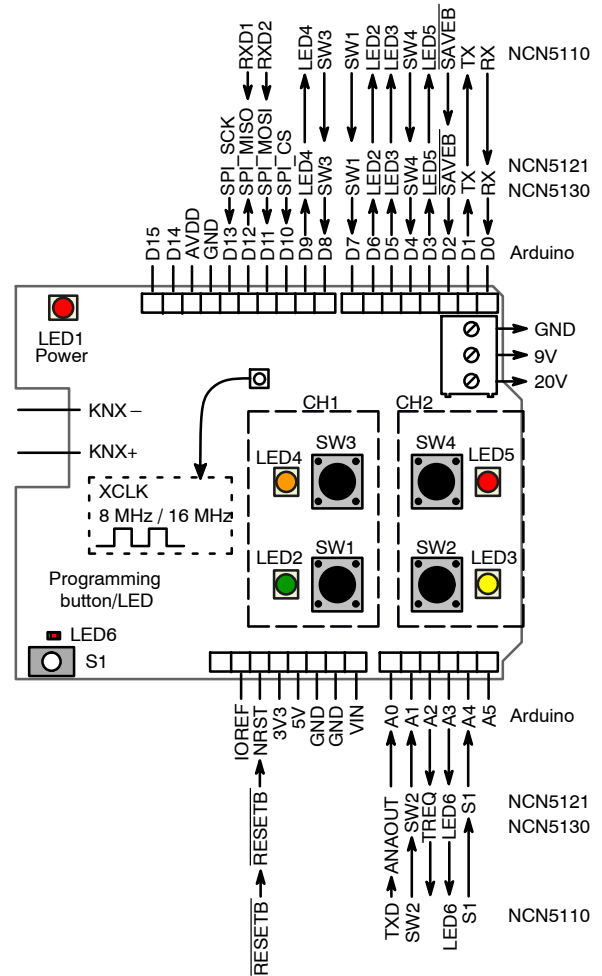 RXD1 RXD2 LED4 SW3 SW1 LED2 LED3 SW4 LED5 SAVEB TX RX NCN5110
SPI_SCK SPI_MISO SPI_MOSI SPI_CS LED4 SW3 SW1 LED2 LED3 SW4 LED5 SAVEB TX RX NCN5121
NCN5130
D15 D14 AVDD GND D13 D12 D11 D10 D9 D8 D7 D6 D5 D4 D3 D2 D1 D0 Arduino
LED1
Power
GND
9V
20V
KNX−
KNX+
CH1 CH2
SW3 SW4
LED4 LED5
XCLK
8 MHz / 16 MHz
SW1 SW2
LED2 LED3
Programming
button/LED
LED6
S1
IOREF NRST 3V3 5V GND GND VIN A0 A1 A2 A3 A4 A5 Arduino
RESETB ANAOUT SW2 TREQ LED6 S1 NCN5121
NCN5130
RESETB TXD SW2 LED6 S1 NCN5110